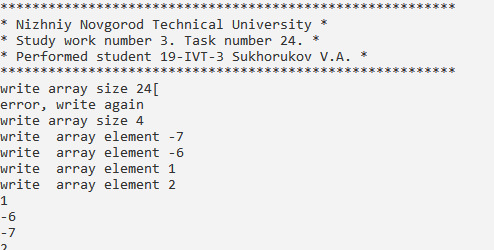 *********************************************************
* Nizhniy Novgorod Technical University *
* Study work number 3. Task number 24. *
* Performed student 19-IVT-3 Sukhorukov V.A. *
*********************************************************
write array size 24[
error, write again
write array size 4
write  array element -7
write  array element -6
write  array element 1
write  array element 2
1
-6
-7
2